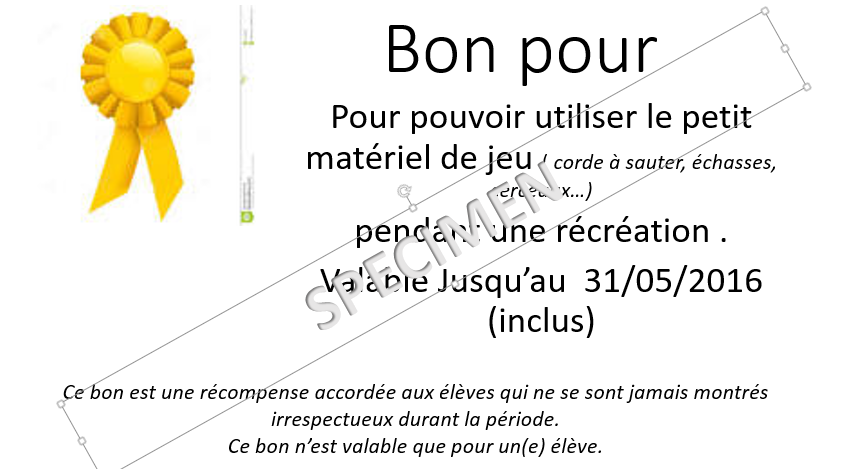 Bon pour
Pour pouvoir utiliser le petit
matériel de jeu ( corde à sauter, échasses,
pendant une récréation .
Valable Jusqu’au 31/05/2016
(inclus)
SPECIMEN
Ce bon est une récompense accordée aux élèves qui ne se sont jamais montrés
irrespectueux durant la période.
Ce bon n’est valable que pour un(e) élève.